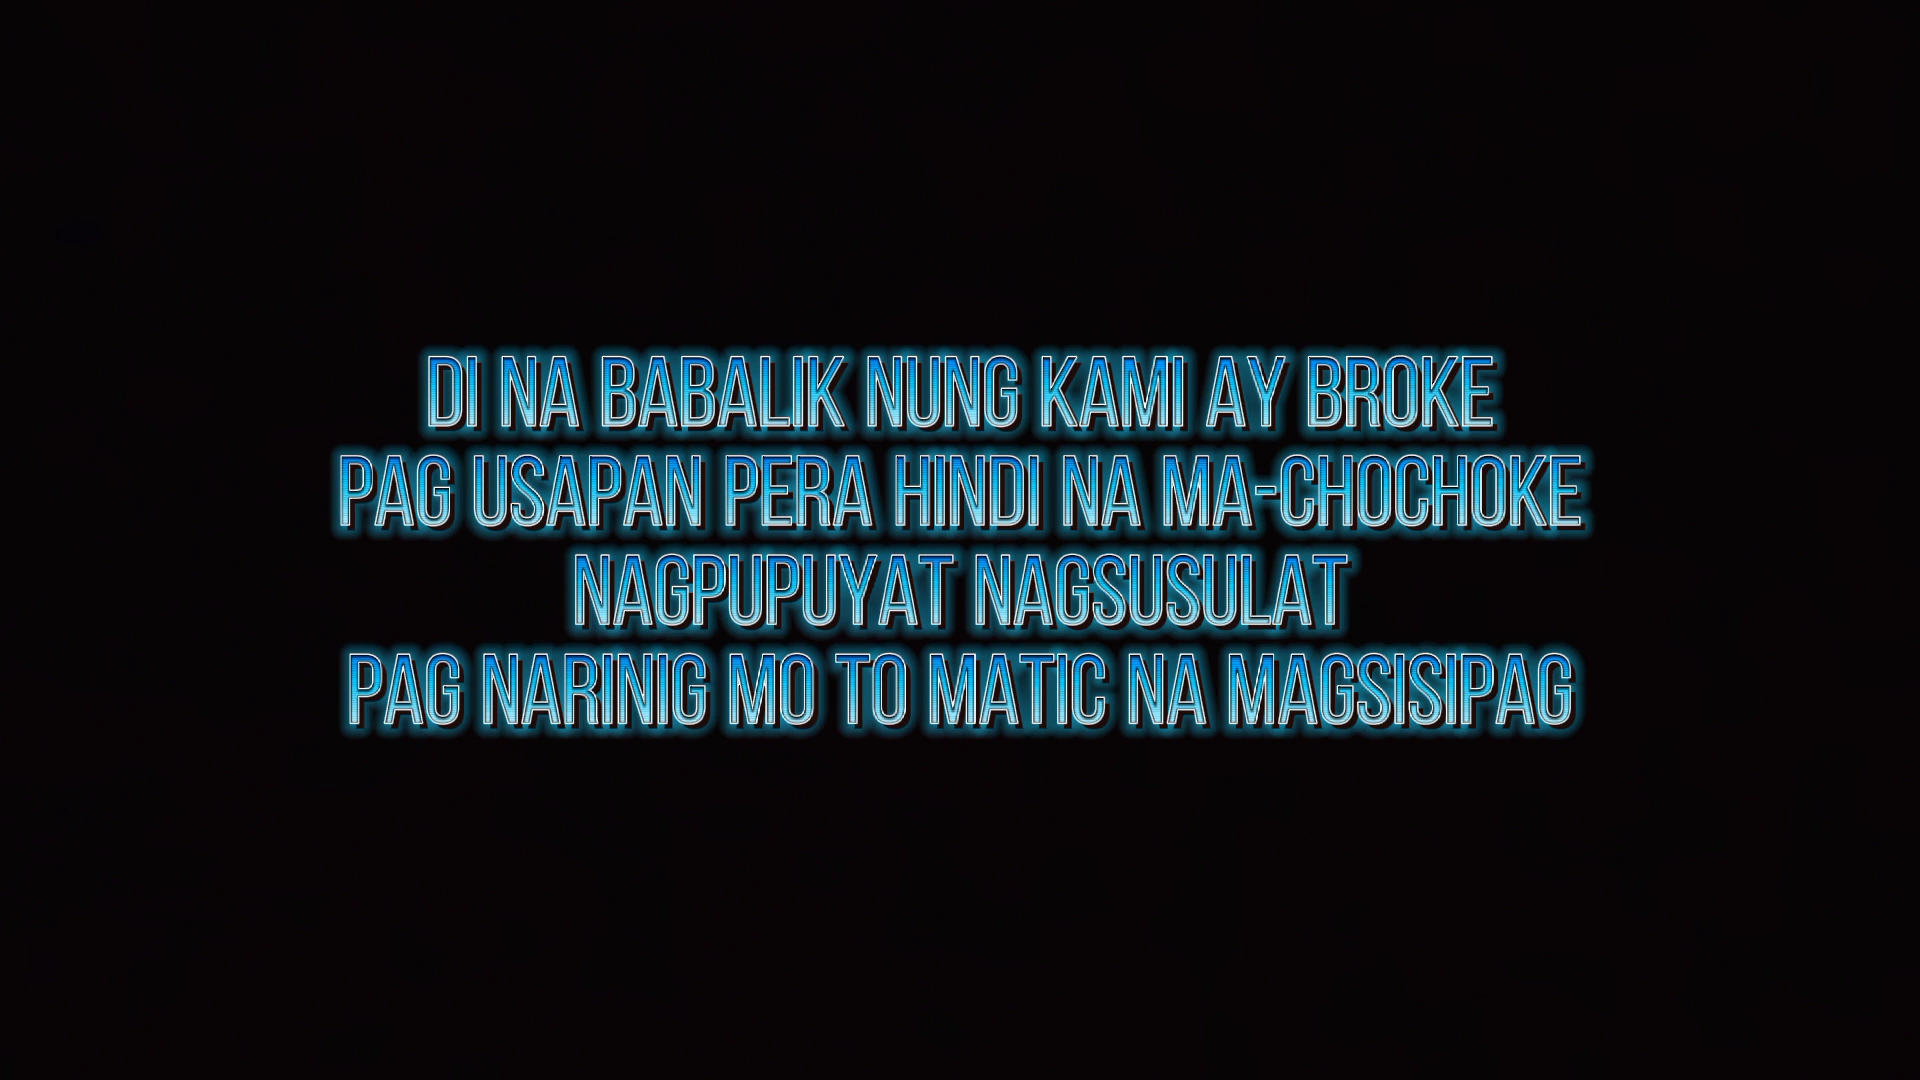 DI NA BABALIK NUNG KAMI AY BROKE
PAG USAPAN PERA HINDI NA MA-CHOCHOKE
NAGPUPUYAT NAGSUSULAT
PAG NARINIG MO TO MATIC NA MAGSISIPAG